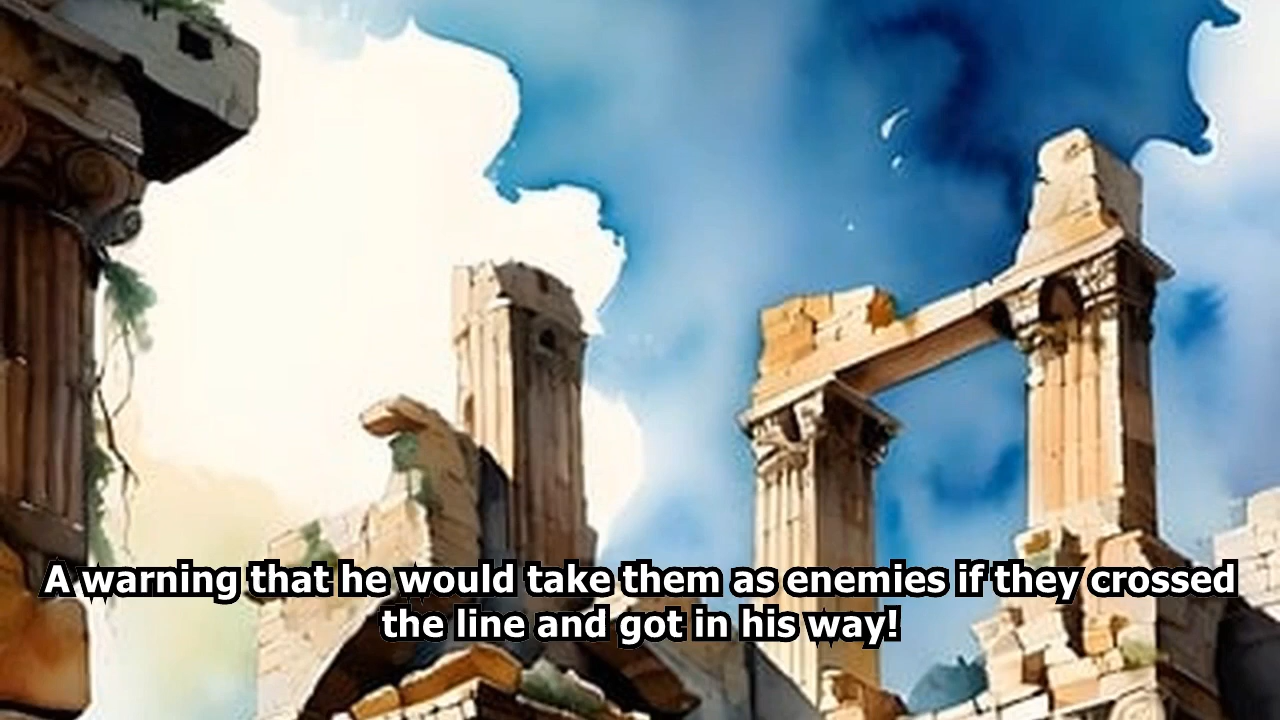 A warning that he would take them as enemies if they crossed
the line and got in his way!